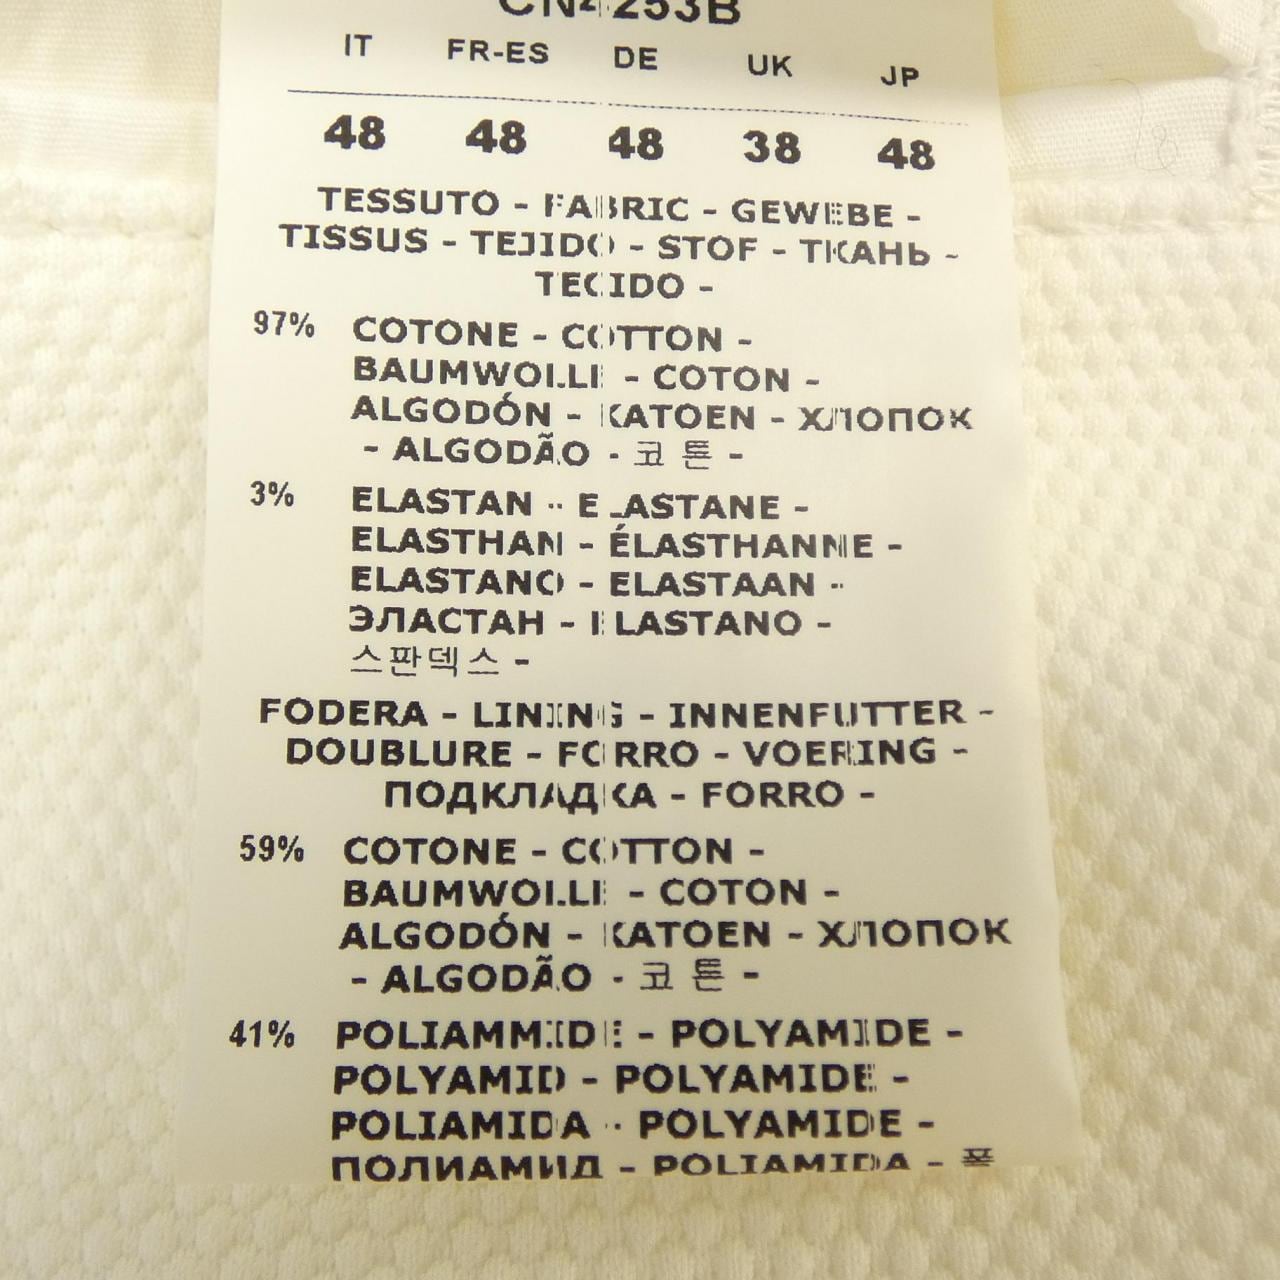 IT FR-ES DE UK JP
48 48 48 38 48
TESSUTO - FABRIC - GEWEBE -
TISSUS - TEJIDO - STOF - ТКАНЬ -
TECIDO -
97% COTONE - COTTON -
BAUMWOLLE - COTON -
ALGODÓN - KATOEN - ХЛОПОК
- ALGODÃO - 코튼 -
3% ELASTAN - ELASTANE -
ELASTHAN - ÉLASTHANNE -
ELASTANO - ELASTAAN -
ЭЛАСТАН - ELASTANO -
스판덱스 -
FODERA - LINING - INNENFUTTER -
DOUBLURE - FORRO - VOERING -
ПОДКЛАДКА - FORRO -
59% COTONE - COTTON -
BAUMWOLLE - COTON -
ALGODÓN - KATOEN - ХЛОПОК
- ALGODÃO - 코튼 -
41% POLIAMMIDE - POLYAMIDE -
POLYAMID - POLYAMIDE -
POLIAMIDA - POLYAMIDE -
ПОЛИАМИД - POLIAMIDA -